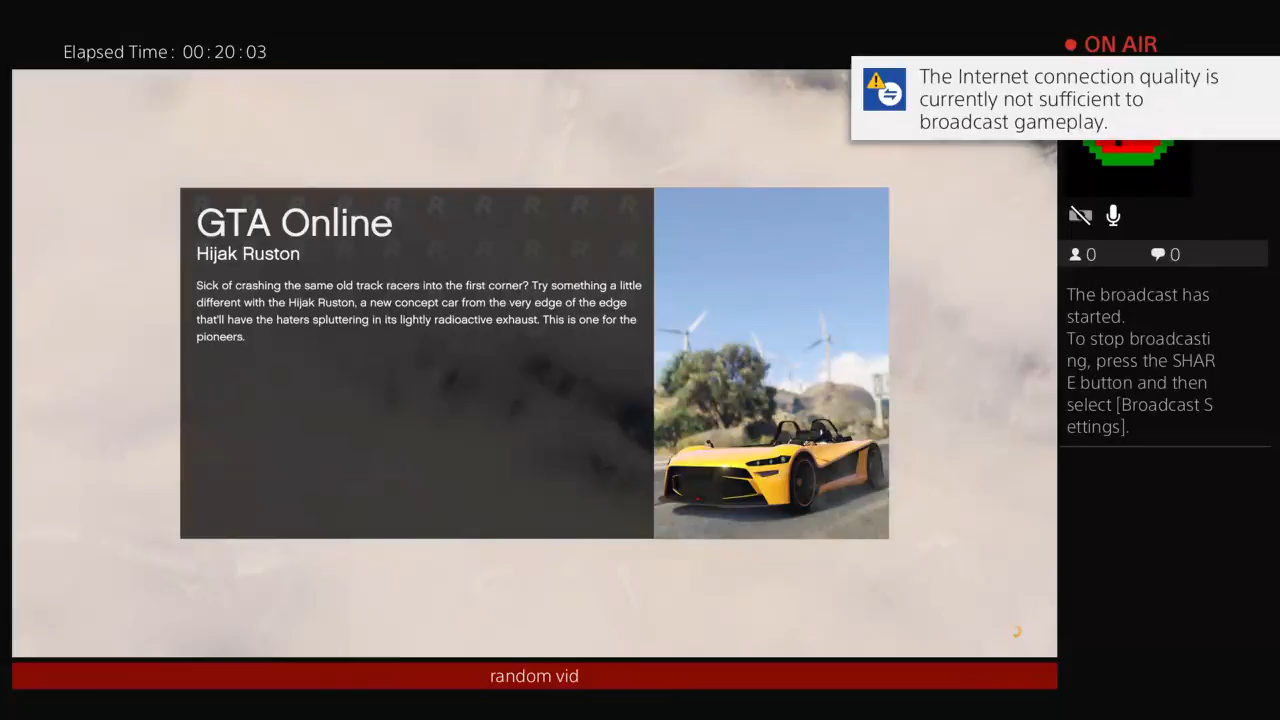 Elapsed Time: 00:20:03
ON AIR
The Internet connection quality is
currently not sufficient to
broadcast gameplay.
GTA Online
Hijak Ruston
Sick of crashing the same old track racers into the first corner? Try something a little
different with the Hijak Ruston, a new concept car from the very edge of the edge
that'll have the haters spluttering in its lightly radioactive exhaust. This is one for the
pioneers.
0 0
The broadcast has
started.
To stop broadcasti
ng, press the SHAR
E button and then
select [Broadcast S
ettings].
random vid